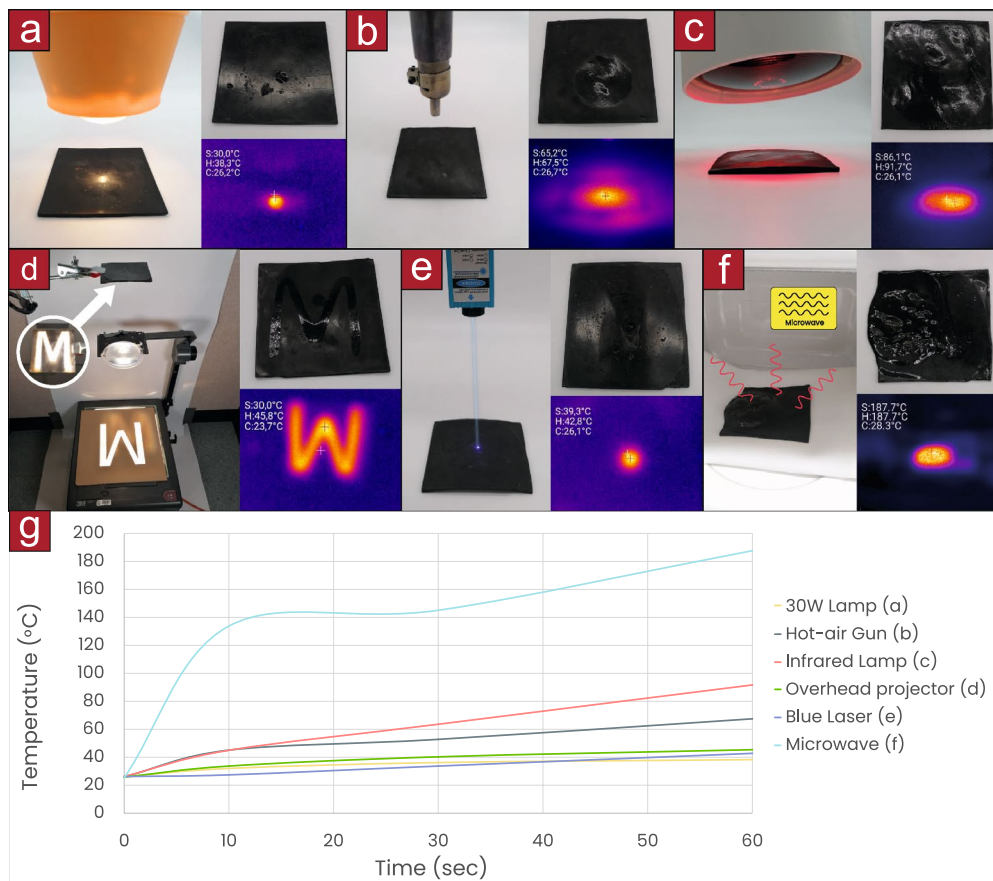 a
S:30,0°C
H:38,3°C
C:26,2°C
b
S:65,2°C
H:67,5°C
C:26,7°C
c
S:86,1°C
H:91,7°C
C:26,1°C
d
M
M
S:30,0°C
H:45,8°C
C:23,7°C
e
S:39,3°C
H:42,8°C
C:26,1°C
f
Microwave
S:187.7°C
H:187.7°C
C:28.3°C
g
Temperature (°C)
200
180
160
140
120
100
80
60
40
20
0
0 10 20 30 40 50 60
Time (sec)
30W Lamp (a)
Hot-air Gun (b)
Infrared Lamp (c)
Overhead projector (d)
Blue Laser (e)
Microwave (f)